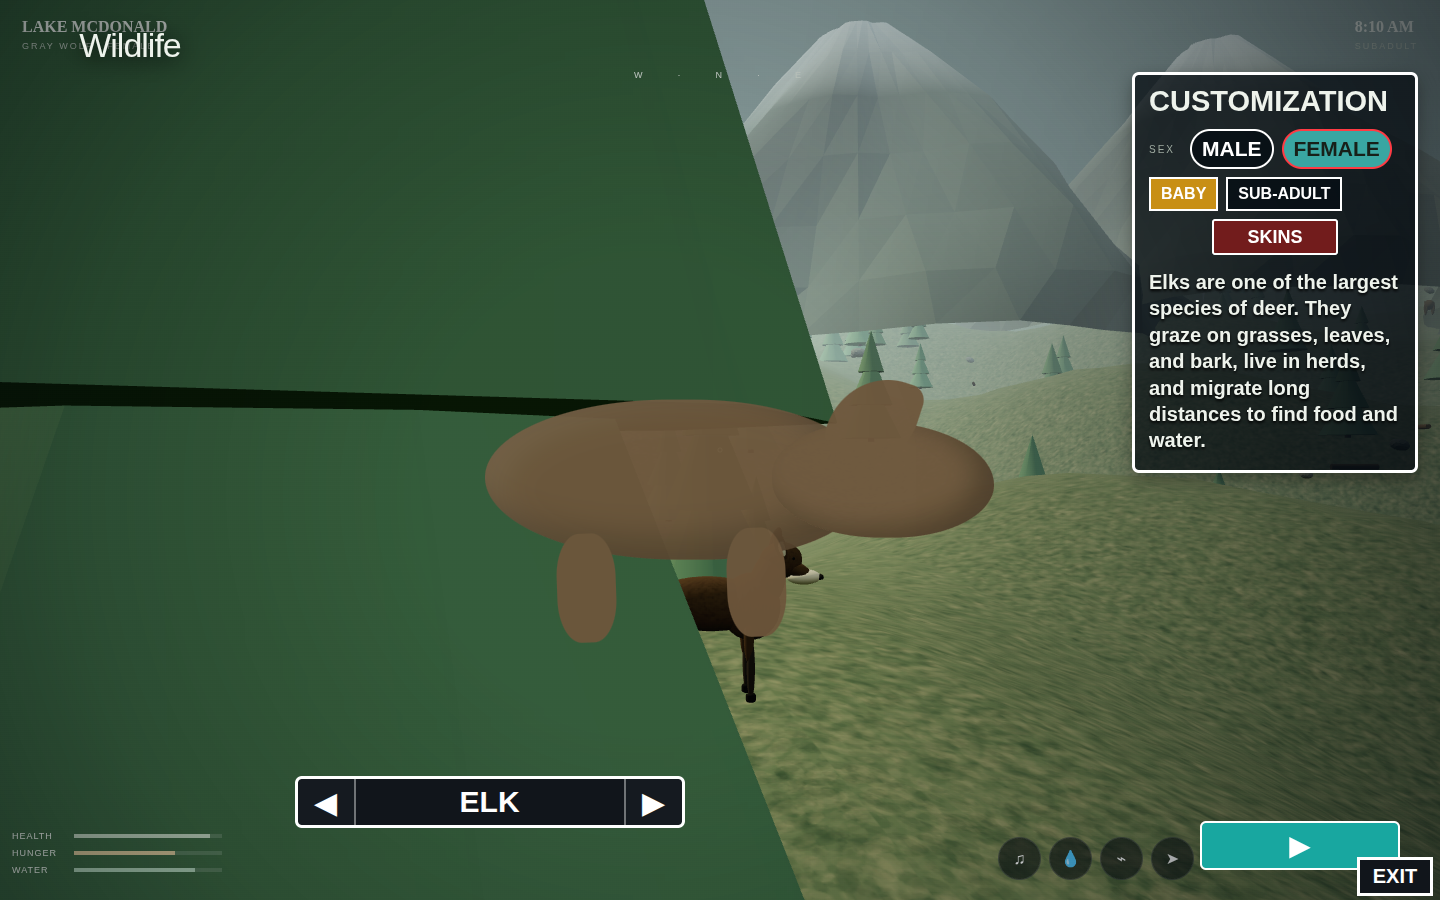 LAKE MCDONALD
Wildlife
GRAY WOL
8:10 AM
SUBADULT
W · N · E
CUSTOMIZATION
SEX MALE FEMALE
BABY SUB-ADULT
SKINS
Elks are one of the largest
species of deer. They
graze on grasses, leaves,
and bark, live in herds,
and migrate long
distances to find food and
water.
◀ ELK ▶
HEALTH
HUNGER
WATER
▶
EXIT